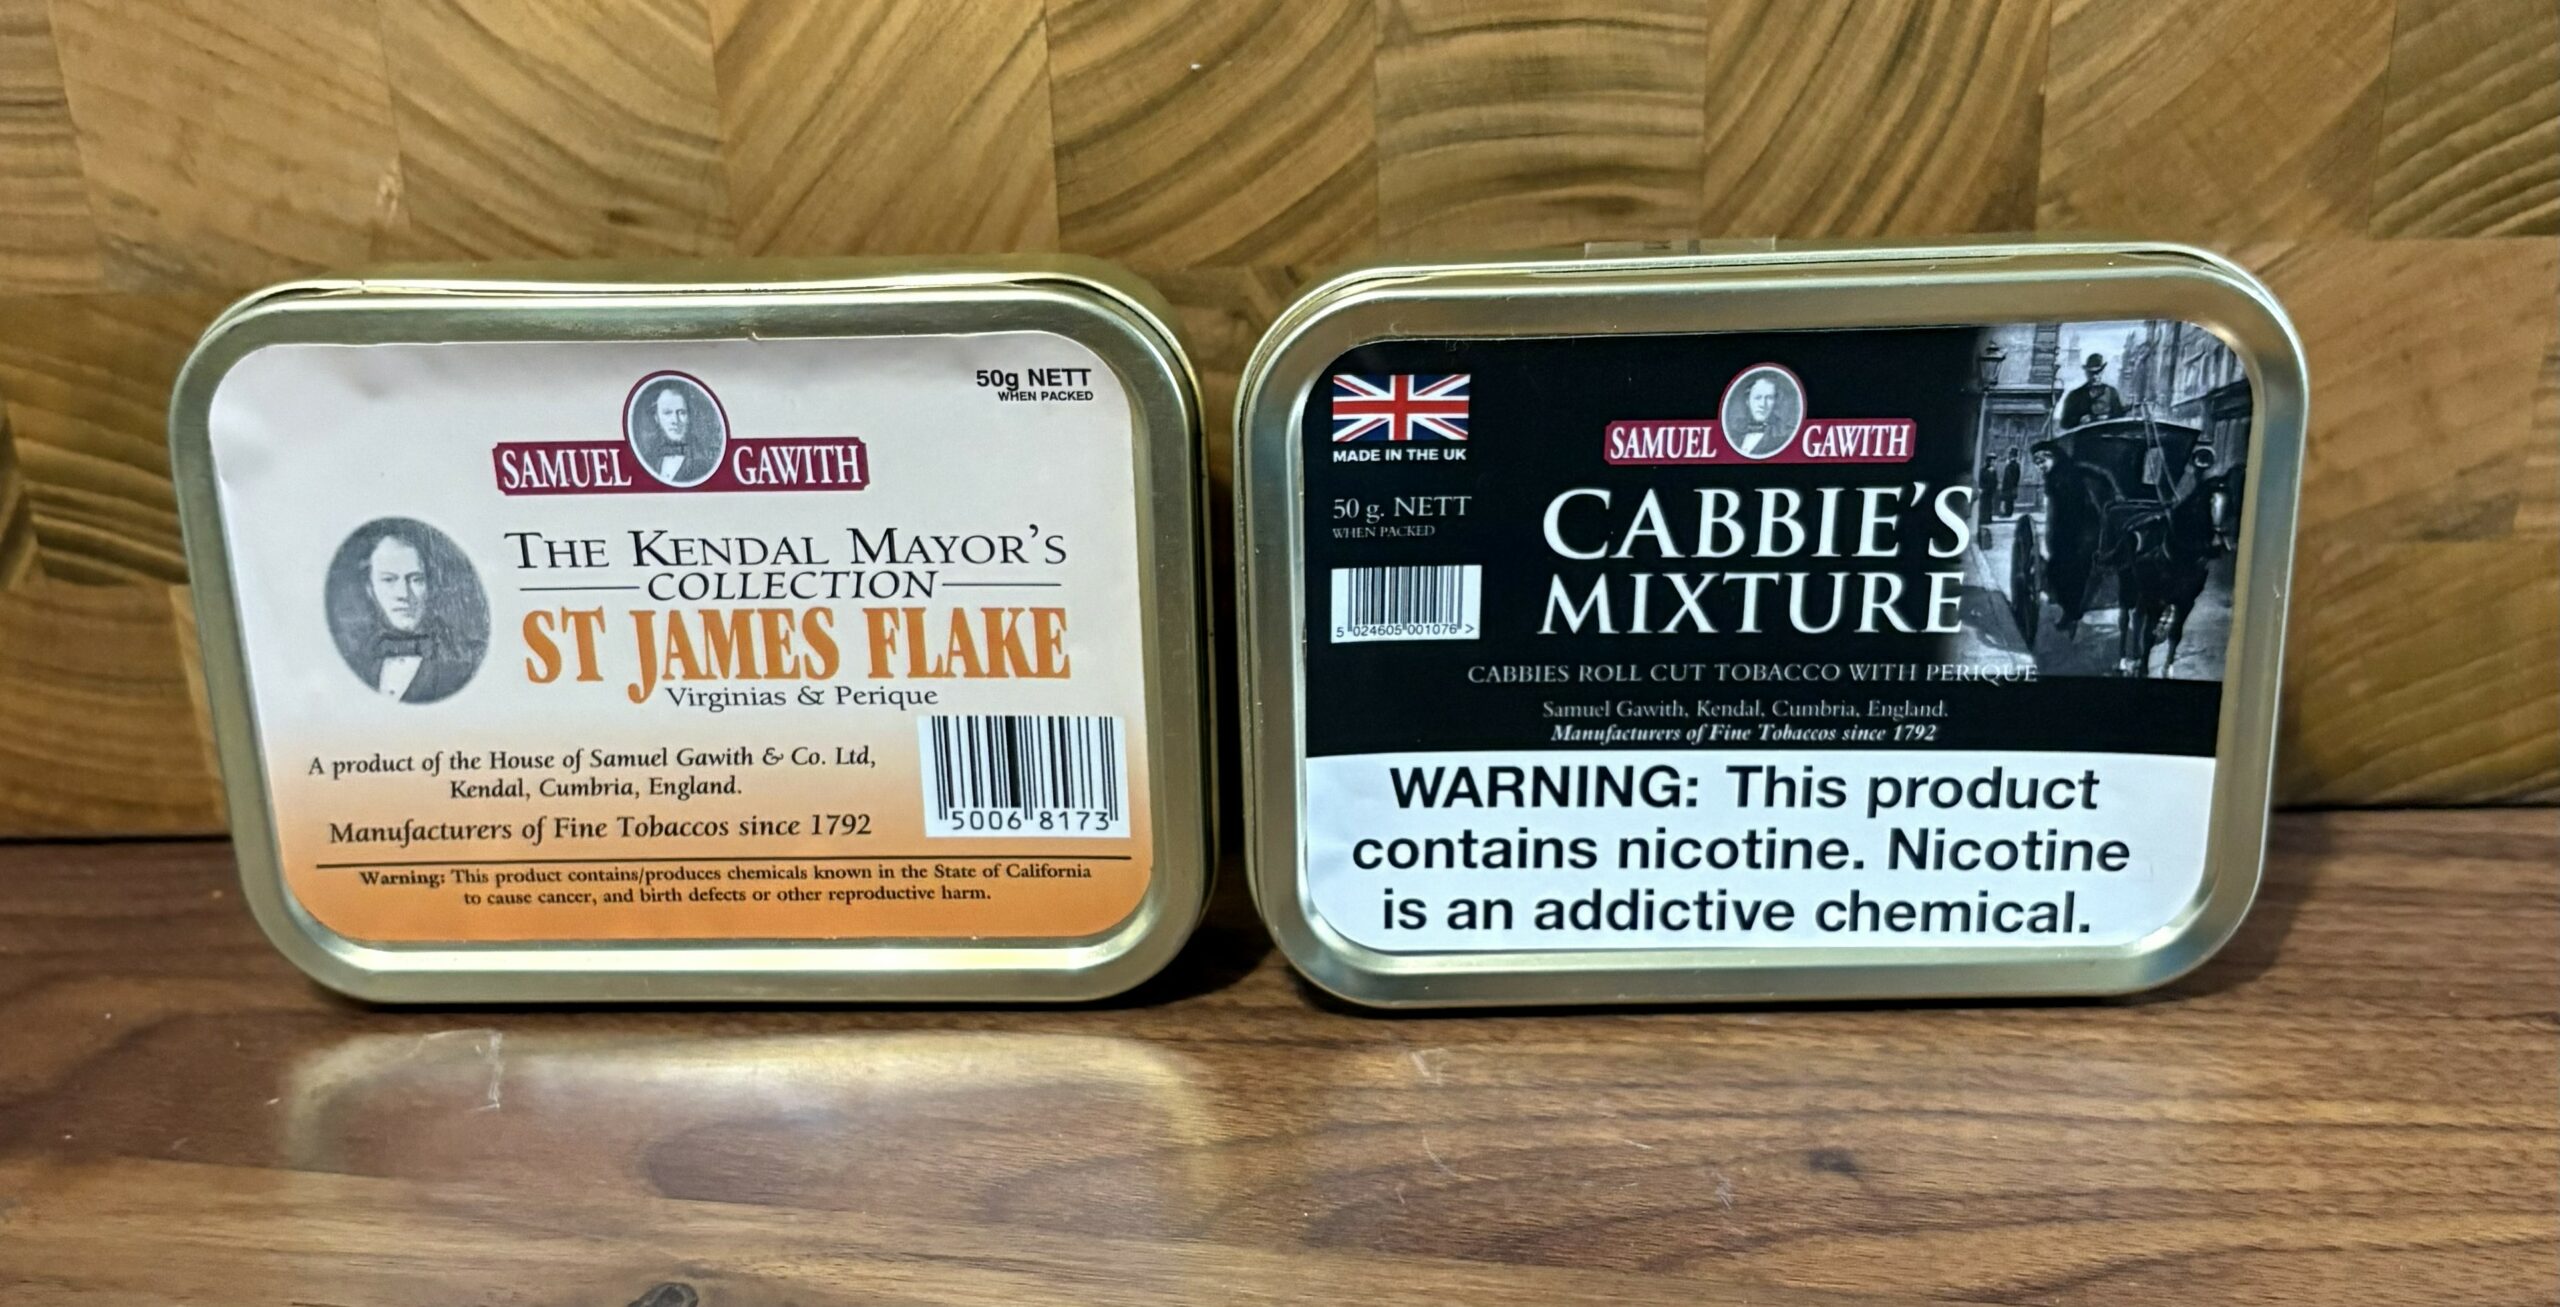 50g NETT
WHEN PACKED
SAMUEL GAWITH
THE KENDAL MAYOR'S
COLLECTION
ST JAMES FLAKE
Virginias & Perique
A product of the House of Samuel Gawith & Co. Ltd,
Kendal, Cumbria, England.
Manufacturers of Fine Tobaccos since 1792
5006 8173
Warning: This product contains/produces chemicals known in the State of California
to cause cancer, and birth defects or other reproductive harm.
MADE IN THE UK
50 g. NETT
WHEN PACKED
5 024605 001076 >
SAMUEL GAWITH
CABBIE'S
MIXTURE
CABBIES ROLL CUT TOBACCO WITH PERIQUE
Samuel Gawith, Kendal, Cumbria, England.
Manufacturers of Fine Tobaccos since 1792
WARNING: This product
contains nicotine. Nicotine
is an addictive chemical.